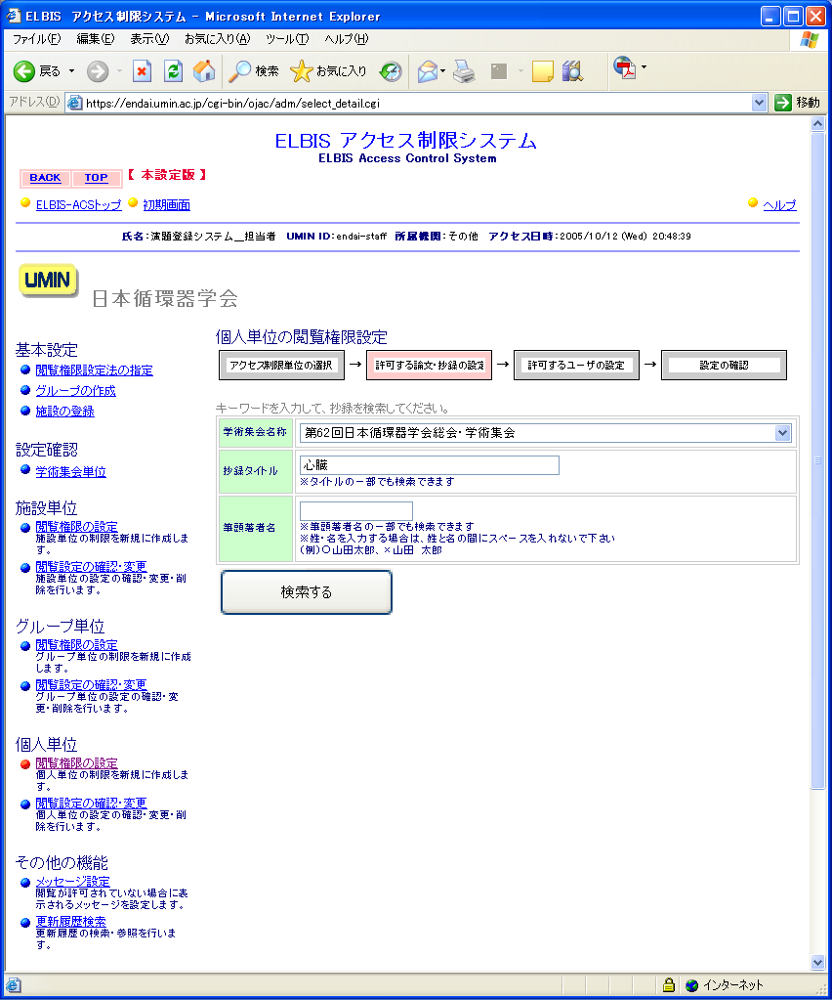 ELBIS アクセス制限システム - Microsoft Internet Explorer
ファイル(F) 編集(E) 表示(V) お気に入り(A) ツール(T) ヘルプ(H)
戻る 検索 お気に入り
アドレス(D) https://endai.umin.ac.jp/cgi-bin/ojac/adm/select_detail.cgi 移動
ELBIS アクセス制限システム
ELBIS Access Control System
BACK TOP 【 本設定版 】
ELBIS-ACSトップ 初期画面 ヘルプ
氏名:演題登録システム__担当者 UMIN ID:endai-staff 所属機関:その他 アクセス日時:2005/10/12 (Wed) 20:48:39
UMIN 日本循環器学会
基本設定
閲覧権限設定法の指定
グループの作成
施設の登録
設定確認
学術集会単位
施設単位
閲覧権限の設定
施設単位の制限を新規に作成しま
す。
閲覧設定の確認・変更
施設単位の設定の確認・変更・削
除を行います。
グループ単位
閲覧権限の設定
グループ単位の制限を新規に作成
します。
閲覧設定の確認・変更
グループ単位の設定の確認・変
更・削除を行います。
個人単位
閲覧権限の設定
個人単位の制限を新規に作成しま
す。
閲覧設定の確認・変更
個人単位の設定の確認・変更・削
除を行います。
その他の機能
メッセージ設定
閲覧が許可されていない場合に表
示されるメッセージを設定します。
更新履歴検索
更新履歴の検索・参照を行いま
す。
個人単位の閲覧権限設定
アクセス制限単位の選択 → 許可する論文・抄録の設定 → 許可するユーザの設定 → 設定の確認
キーワードを入力して、抄録を検索してください。
学術集会名称 第62回日本循環器学会総会・学術集会
抄録タイトル 心臓
※タイトルの一部でも検索できます
筆頭著者名
※筆頭著者名の一部でも検索できます
※姓・名を入力する場合は、姓と名の間にスペースを入れないで下さい
(例)○山田太郎、×山田 太郎
検索する
インターネット